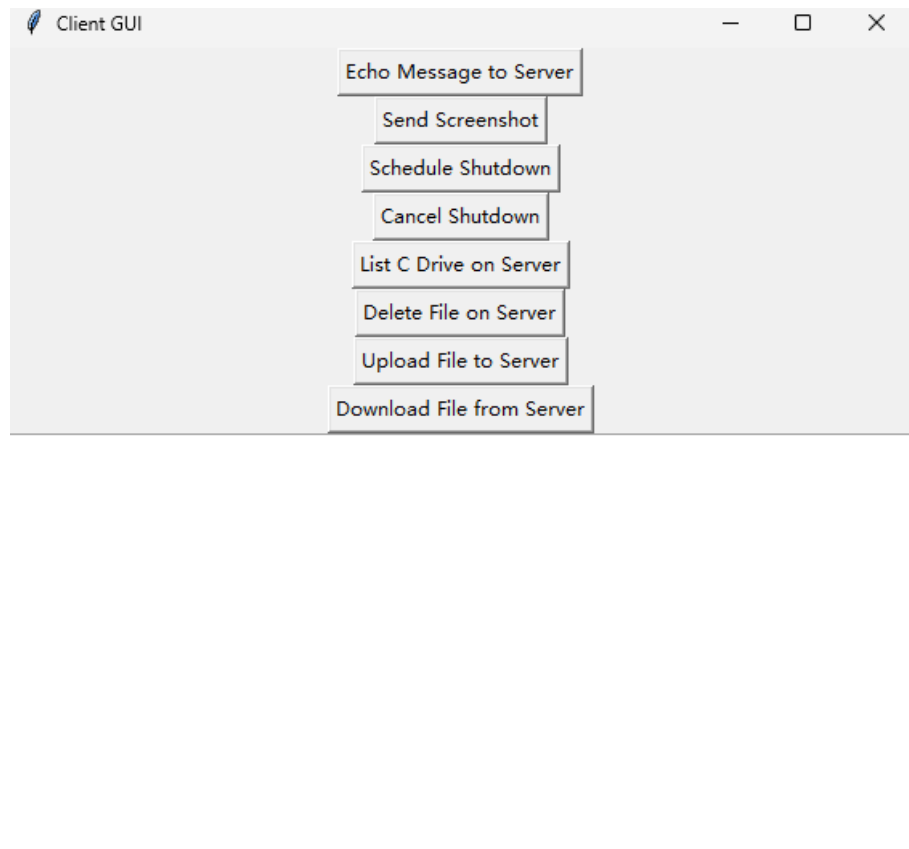 Client GUI
Echo Message to Server
Send Screenshot
Schedule Shutdown
Cancel Shutdown
List C Drive on Server
Delete File on Server
Upload File to Server
Download File from Server